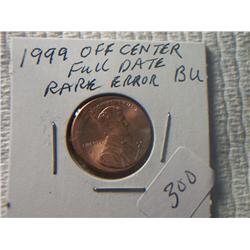 1999 OFF CENTER
FULL DATE
RARE ERROR BU
300